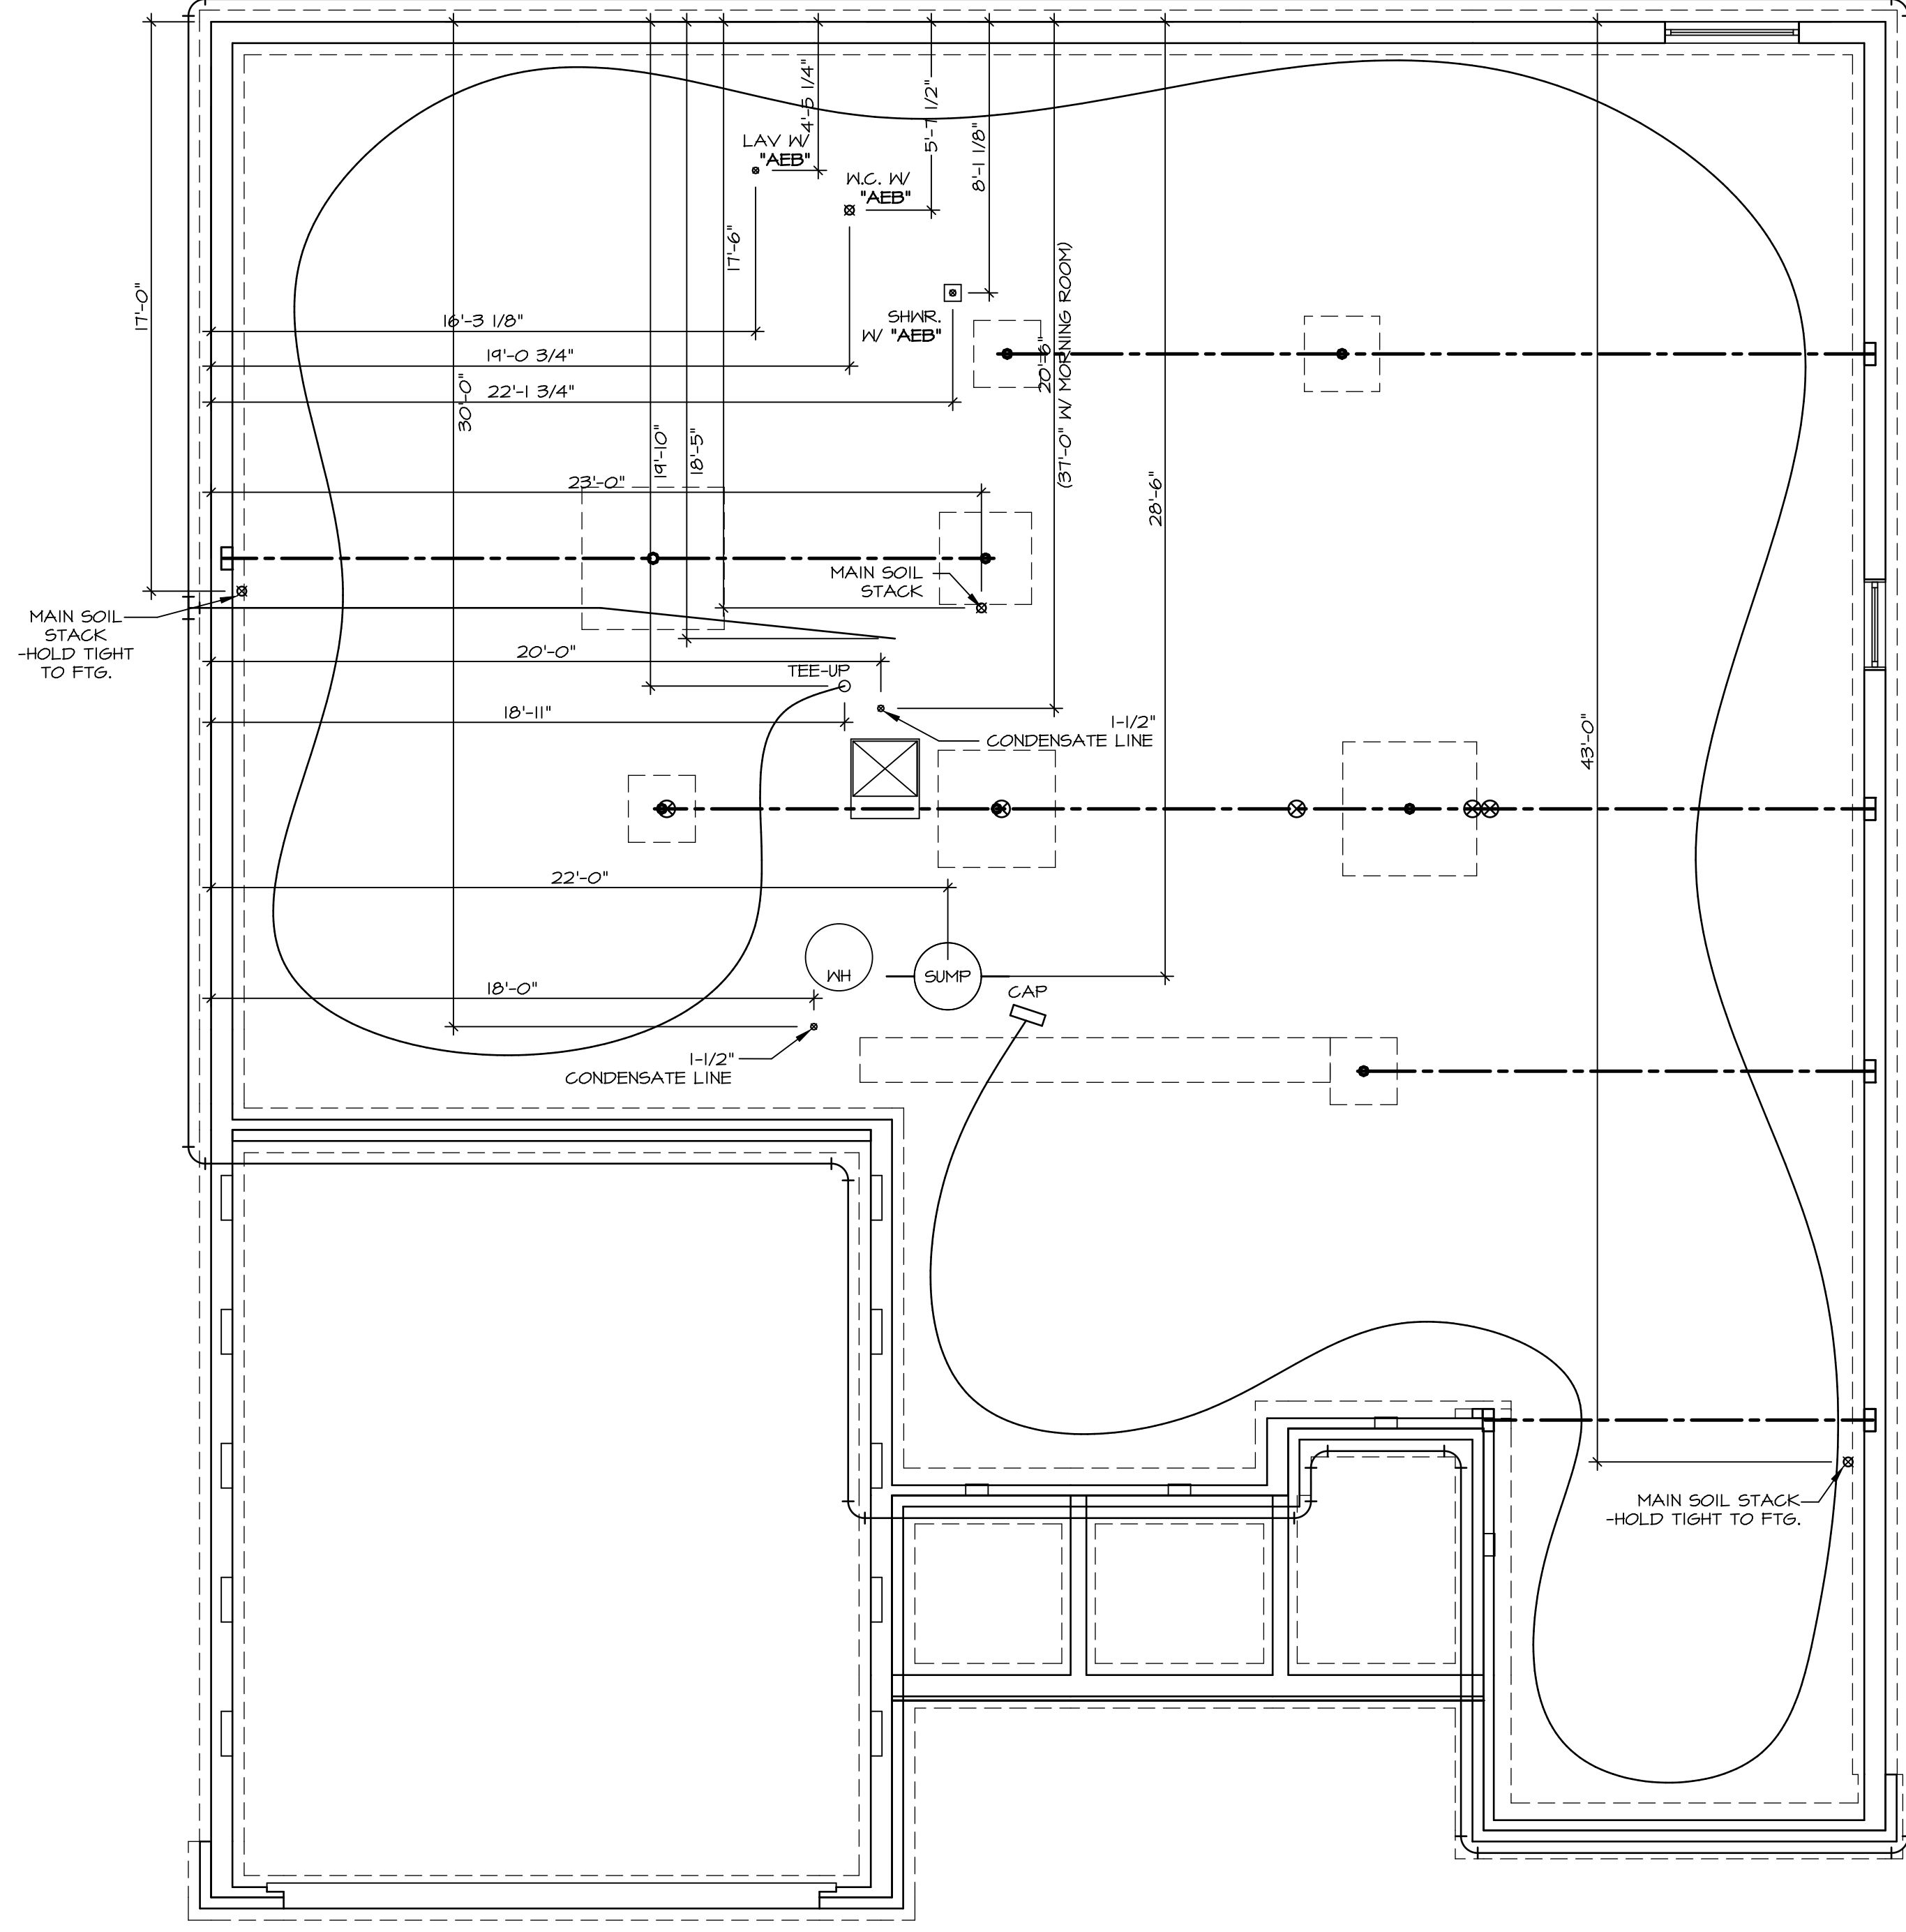 4'-5 1/4"
5'-7 1/2"
8'-1 1/8"
LAV W/
"AEB"
W.C. W/
"AEB"
17'-6"
17'-0"
16'-3 1/8"
SHWR.
W/ "AEB"
19'-0 3/4"
22'-1 3/4"
30'-0"
20'-5"
(37'-0" W/ MORNING ROOM)
19'-10"
18'-5"
23'-0"
28'-6"
MAIN SOIL
STACK
MAIN SOIL
STACK
-HOLD TIGHT
TO FTG.
20'-0"
TEE-UP
18'-11"
1-1/2"
CONDENSATE LINE
43'-0"
22'-0"
WH
SUMP
18'-0"
CAP
1-1/2"
CONDENSATE LINE
MAIN SOIL STACK
-HOLD TIGHT TO FTG.